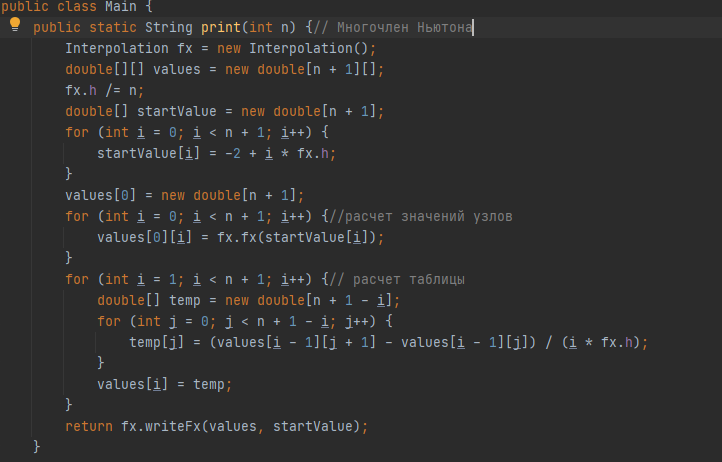 public class Main {
public static String print(int n) {// Многочлен Ньютона
Interpolation fx = new Interpolation();
double[][] values = new double[n + 1][];
fx.h /= n;
double[] startValue = new double[n + 1];
for (int i = 0; i < n + 1; i++) {
startValue[i] = -2 + i * fx.h;
}
values[0] = new double[n + 1];
for (int i = 0; i < n + 1; i++) {//расчет значений узлов
values[0][i] = fx.fx(startValue[i]);
}
for (int i = 1; i < n + 1; i++) {// расчет таблицы
double[] temp = new double[n + 1 - i];
for (int j = 0; j < n + 1 - i; j++) {
temp[j] = (values[i - 1][j + 1] - values[i - 1][j]) / (i * fx.h);
}
values[i] = temp;
}
return fx.writeFx(values, startValue);
}